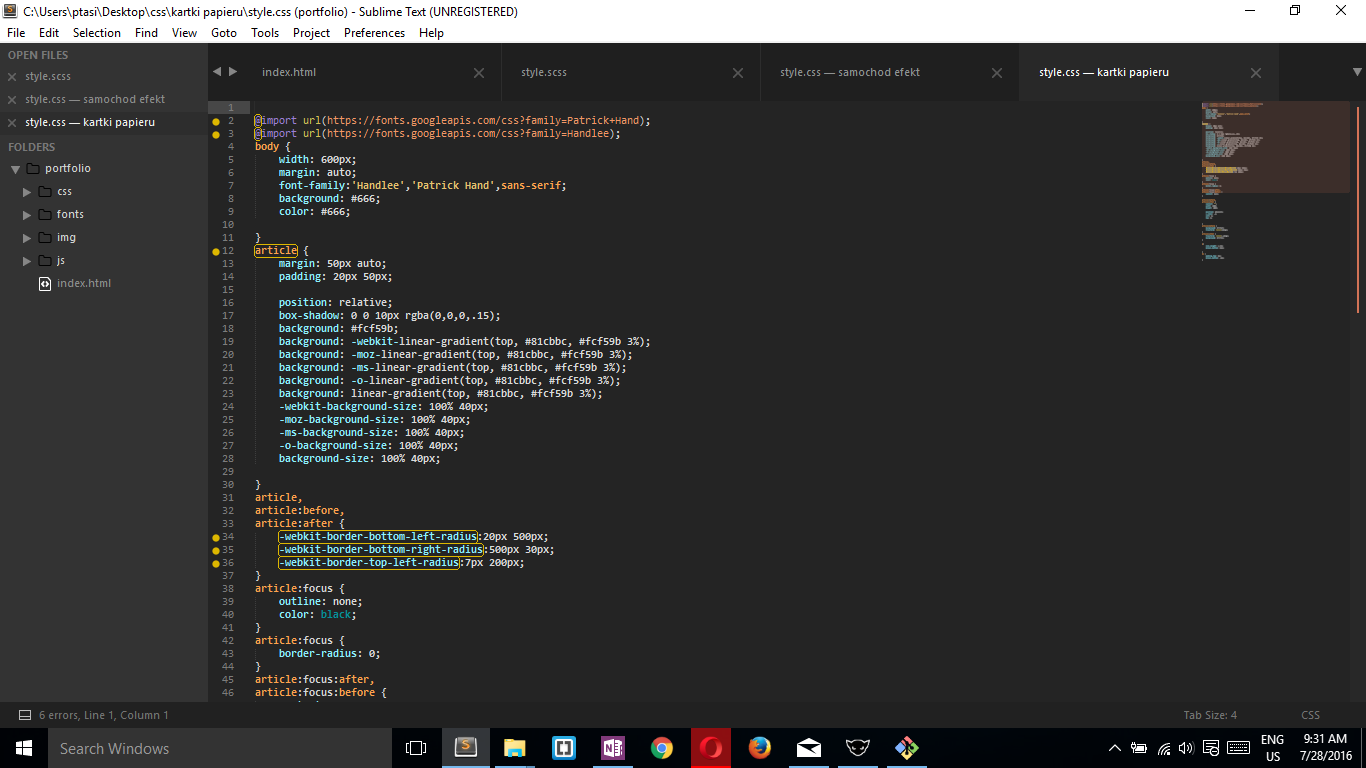 C:\Users\ptasi\Desktop\css\kartki papieru\style.css (portfolio) - Sublime Text (UNREGISTERED)
File Edit Selection Find View Goto Tools Project Preferences Help
OPEN FILES
style.scss
style.css — samochod efekt
style.css — kartki papieru
FOLDERS
portfolio
css
fonts
img
js
index.html
index.html style.scss style.css — samochod efekt style.css — kartki papieru
1
2 @import url(https://fonts.googleapis.com/css?family=Patrick+Hand);
3 @import url(https://fonts.googleapis.com/css?family=Handlee);
4 body {
5 width: 600px;
6 margin: auto;
7 font-family:'Handlee','Patrick Hand',sans-serif;
8 background: #666;
9 color: #666;
10
11 }
12 article {
13 margin: 50px auto;
14 padding: 20px 50px;
15
16 position: relative;
17 box-shadow: 0 0 10px rgba(0,0,0,.15);
18 background: #fcf59b;
19 background: -webkit-linear-gradient(top, #81cbbc, #fcf59b 3%);
20 background: -moz-linear-gradient(top, #81cbbc, #fcf59b 3%);
21 background: -ms-linear-gradient(top, #81cbbc, #fcf59b 3%);
22 background: -o-linear-gradient(top, #81cbbc, #fcf59b 3%);
23 background: linear-gradient(top, #81cbbc, #fcf59b 3%);
24 -webkit-background-size: 100% 40px;
25 -moz-background-size: 100% 40px;
26 -ms-background-size: 100% 40px;
27 -o-background-size: 100% 40px;
28 background-size: 100% 40px;
29
30 }
31 article,
32 article:before,
33 article:after {
34 -webkit-border-bottom-left-radius:20px 500px;
35 -webkit-border-bottom-right-radius:500px 30px;
36 -webkit-border-top-left-radius:7px 200px;
37 }
38 article:focus {
39 outline: none;
40 color: black;
41 }
42 article:focus {
43 border-radius: 0;
44 }
45 article:focus:after,
46 article:focus:before {
6 errors, Line 1, Column 1 Tab Size: 4 CSS
Search Windows
ENG
US
9:31 AM
7/28/2016